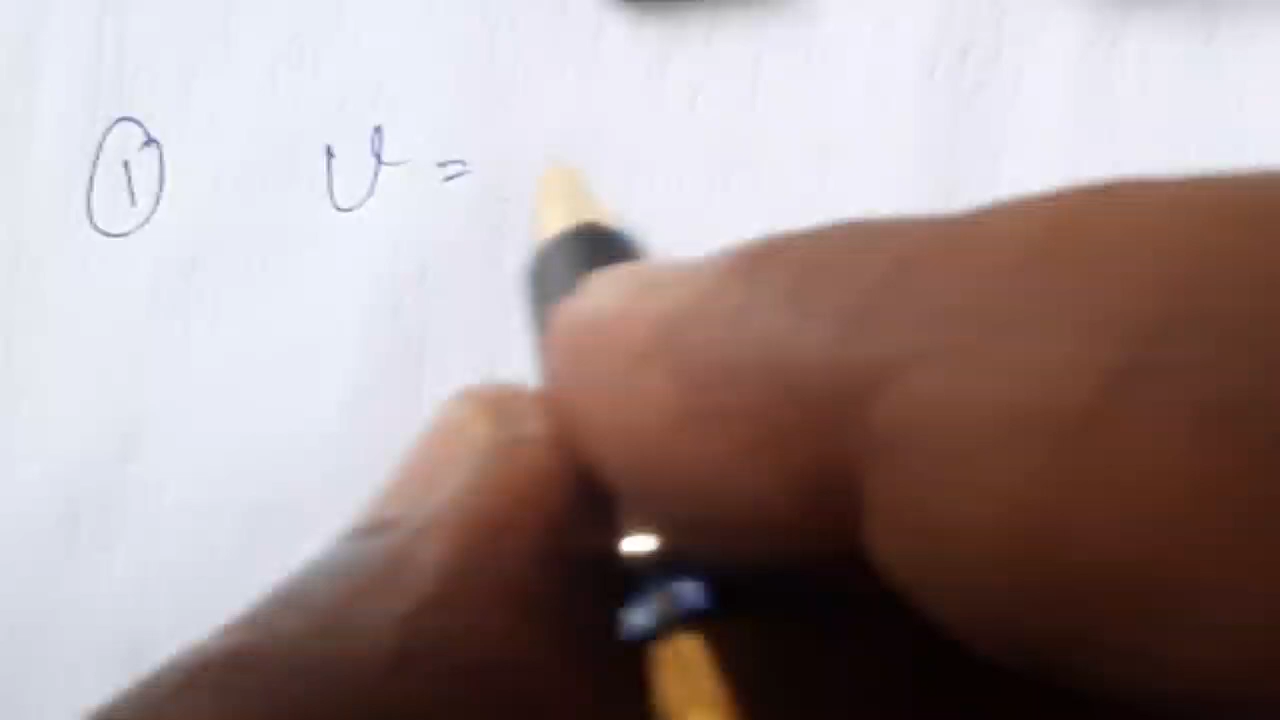 ① v =